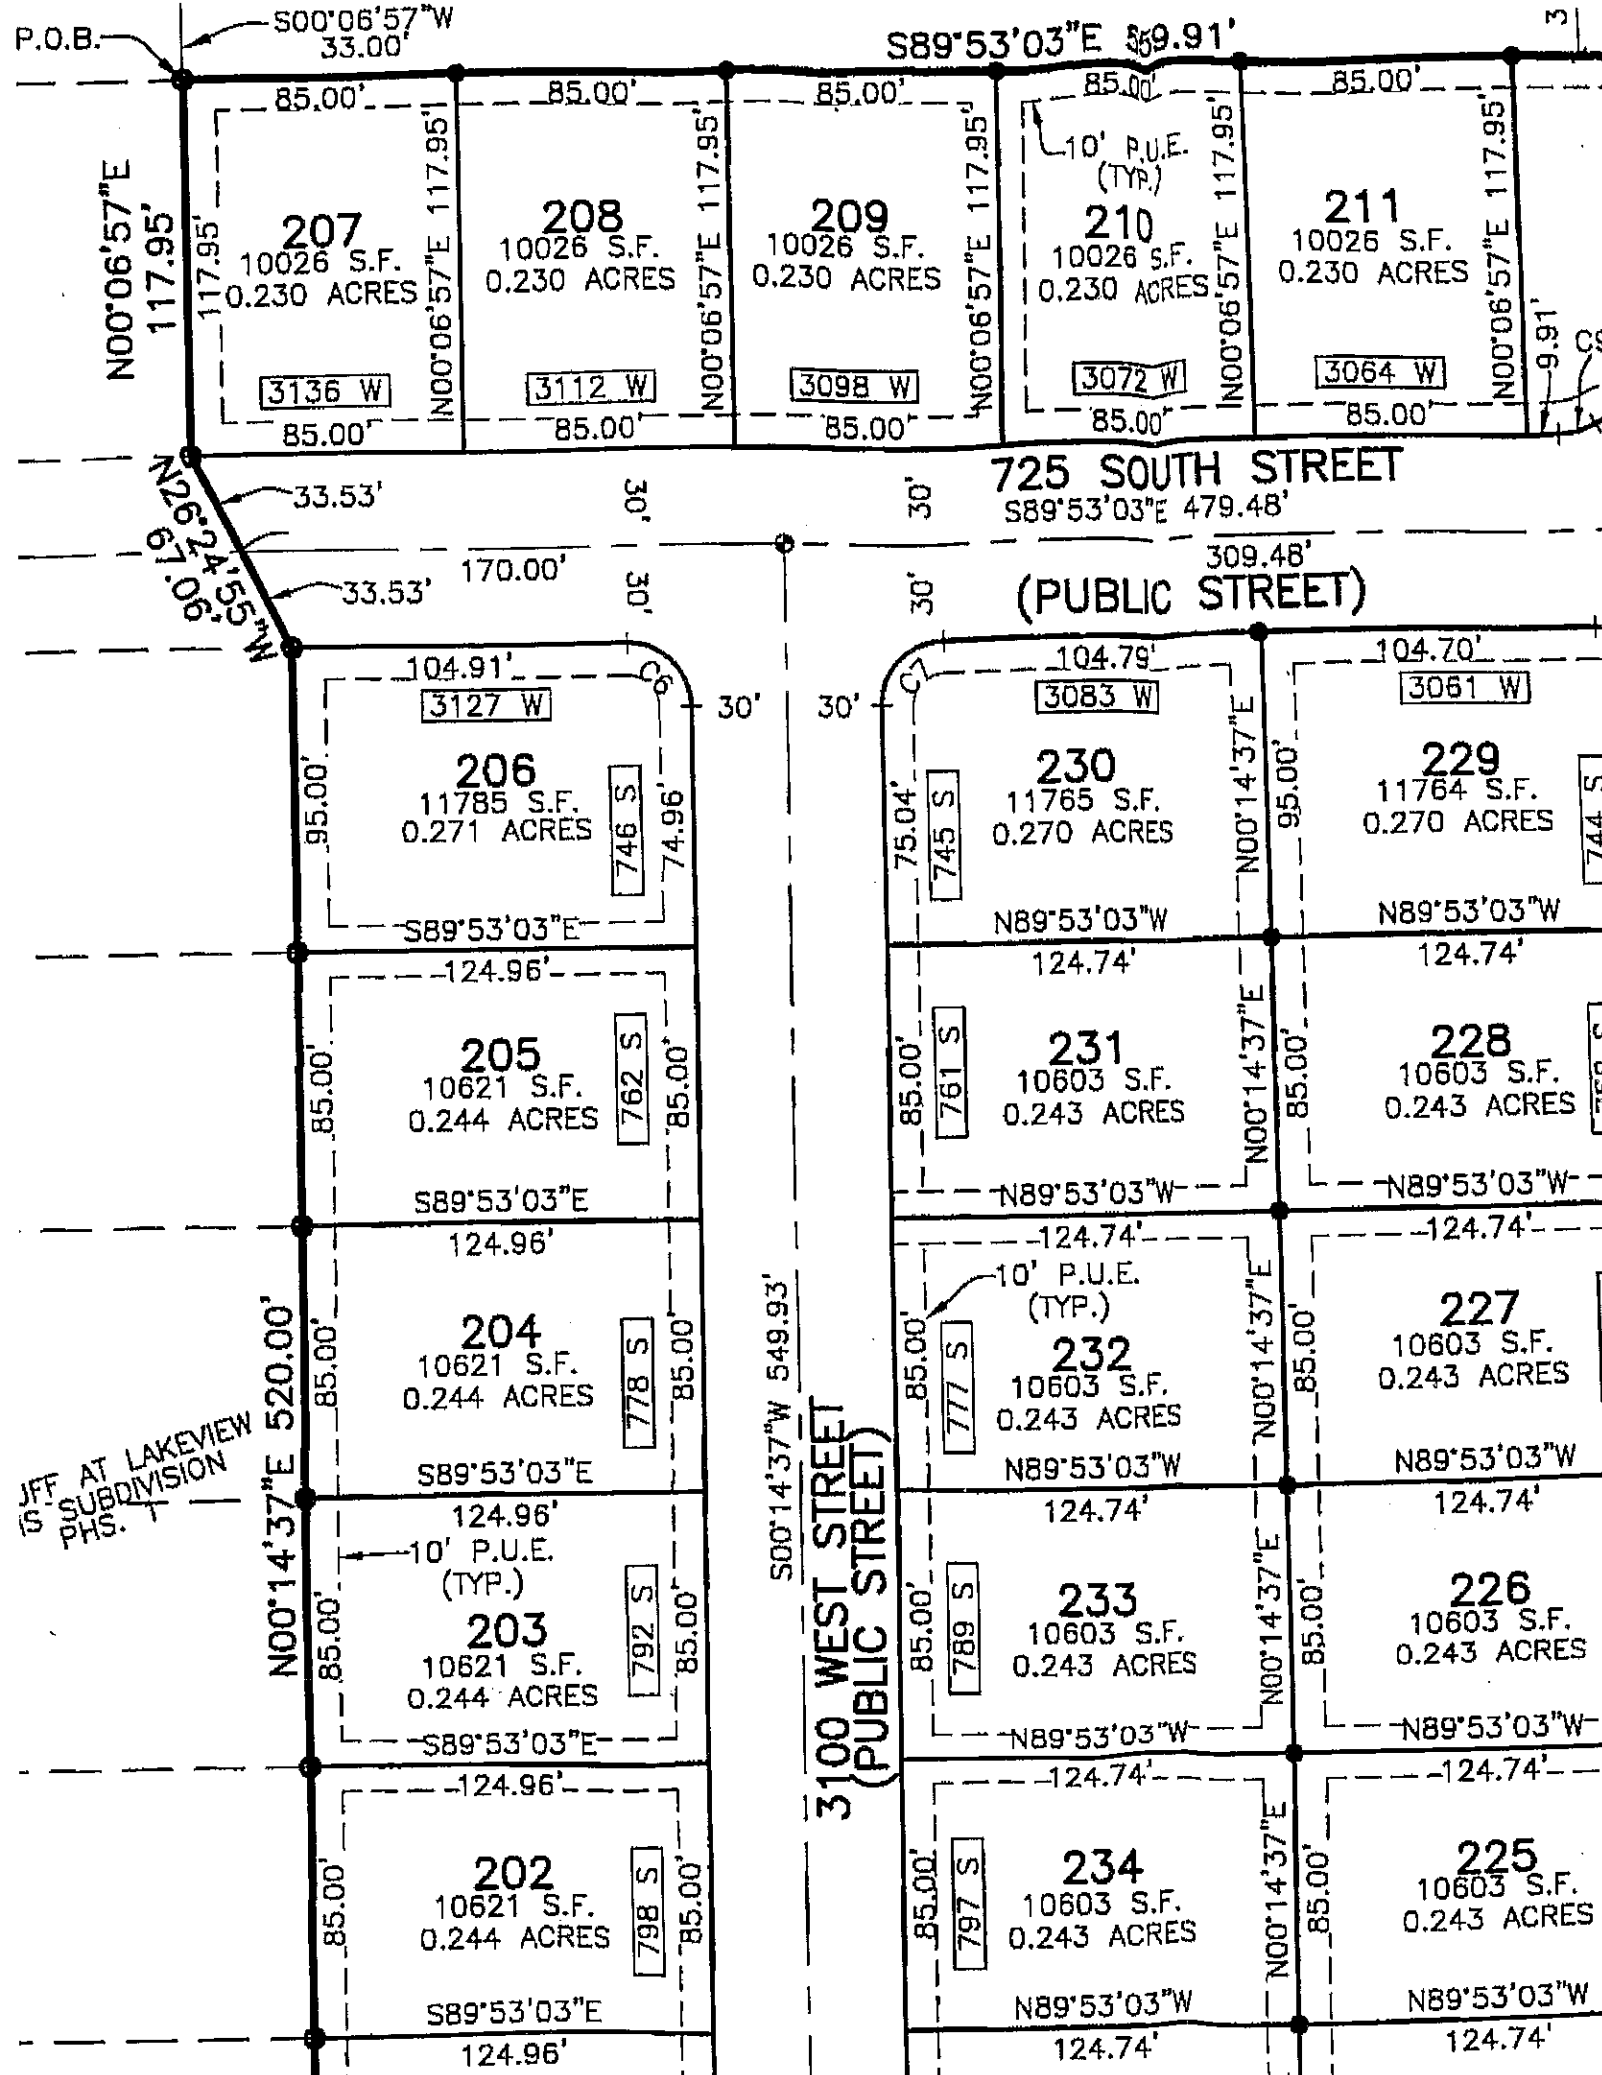 P.O.B.
S00°06'57"W
33.00'
S89°53'03"E 559.91'
3
85.00'
85.00'
85.00'
85.00'
85.00'
N00°06'57"E
117.95'
117.95'
207
10026 S.F.
0.230 ACRES
3136 W
85.00'
N00°06'57"E 117.95'
208
10026 S.F.
0.230 ACRES
3112 W
85.00'
N00°06'57"E 117.95'
209
10026 S.F.
0.230 ACRES
3098 W
85.00'
N00°06'57"E 117.95'
10' P.U.E.
(TYP.)
210
10026 S.F.
0.230 ACRES
3072 W
85.00'
N00°06'57"E 117.95'
211
10026 S.F.
0.230 ACRES
3064 W
85.00'
N00°06'57"E 117.95'
9.91'
C9
725 SOUTH STREET
S89°53'03"E 479.48'
N26°24'55"W
67.06'
33.53'
33.53'
30'
30'
170.00'
309.48'
30'
30'
(PUBLIC STREET)
104.91'
C6
3127 W
30'
30'
C7
104.79'
3083 W
104.70'
3061 W
95.00'
206
11785 S.F.
0.271 ACRES
746 S
74.96'
S89°53'03"E
124.96'
75.04'
745 S
230
11765 S.F.
0.270 ACRES
N00°14'37"E
N89°53'03"W
124.74'
95.00'
229
11764 S.F.
0.270 ACRES
744 S
N89°53'03"W
124.74'
85.00'
205
10621 S.F.
0.244 ACRES
762 S
85.00'
S89°53'03"E
124.96'
85.00'
761 S
231
10603 S.F.
0.243 ACRES
N00°14'37"E
N89°53'03"W
124.74'
85.00'
228
10603 S.F.
0.243 ACRES
N89°53'03"W
124.74'
N00°14'37"E 520.00'
85.00'
204
10621 S.F.
0.244 ACRES
778 S
85.00'
S89°53'03"E
124.96'
S00°14'37"W 549.93'
3100 WEST STREET
(PUBLIC STREET)
10' P.U.E.
(TYP.)
85.00'
777 S
232
10603 S.F.
0.243 ACRES
N00°14'37"E
N89°53'03"W
124.74'
85.00'
227
10603 S.F.
0.243 ACRES
N89°53'03"W
124.74'
AT LAKEVIEW
SUBDIVISION
PHS. 1
10' P.U.E.
(TYP.)
85.00'
203
10621 S.F.
0.244 ACRES
792 S
85.00'
S89°53'03"E
124.96'
85.00'
789 S
233
10603 S.F.
0.243 ACRES
N00°14'37"E
N89°53'03"W
124.74'
85.00'
226
10603 S.F.
0.243 ACRES
N89°53'03"W
124.74'
85.00'
202
10621 S.F.
0.244 ACRES
798 S
85.00'
S89°53'03"E
124.96'
85.00'
797 S
234
10603 S.F.
0.243 ACRES
N00°14'37"E
N89°53'03"W
124.74'
85.00'
225
10603 S.F.
0.243 ACRES
N89°53'03"W
124.74'